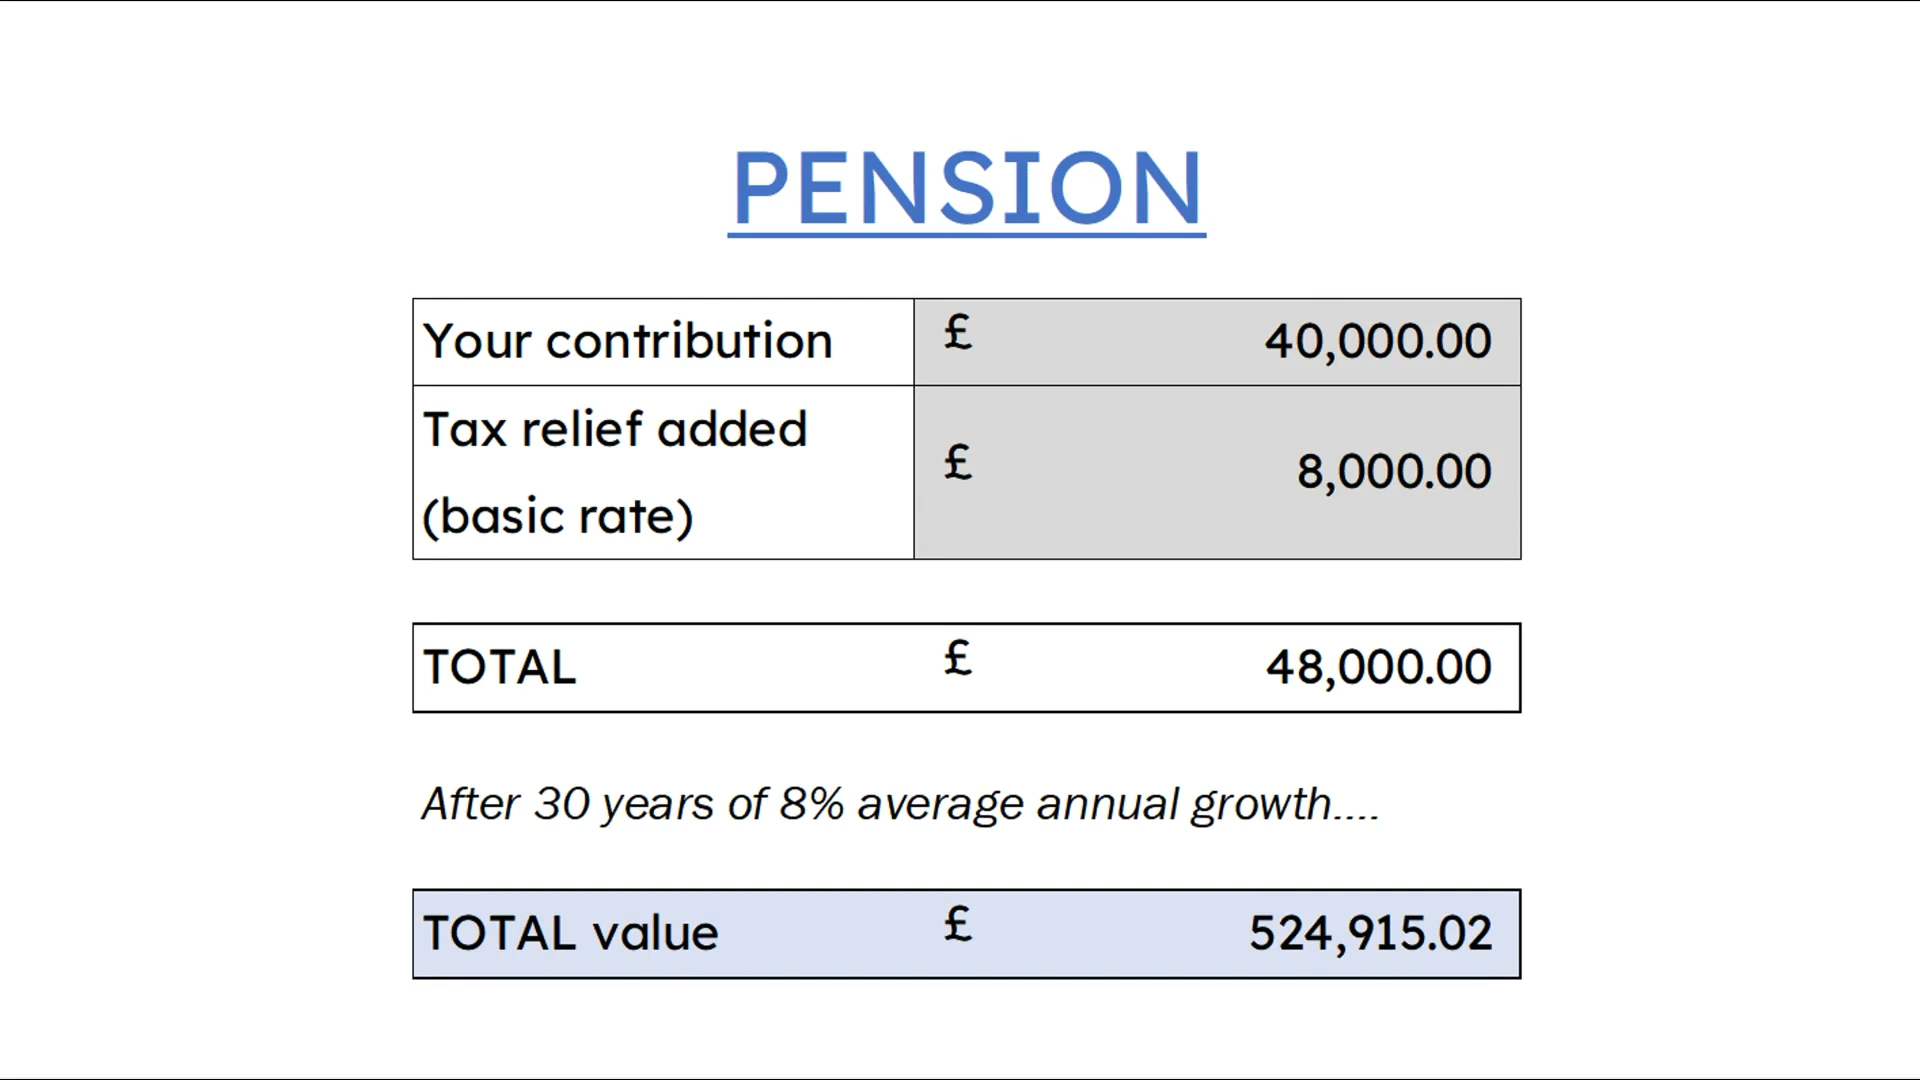 PENSION
Your contribution £ 40,000.00
Tax relief added
(basic rate) £ 8,000.00
TOTAL £ 48,000.00
After 30 years of 8% average annual growth....
TOTAL value £ 524,915.02